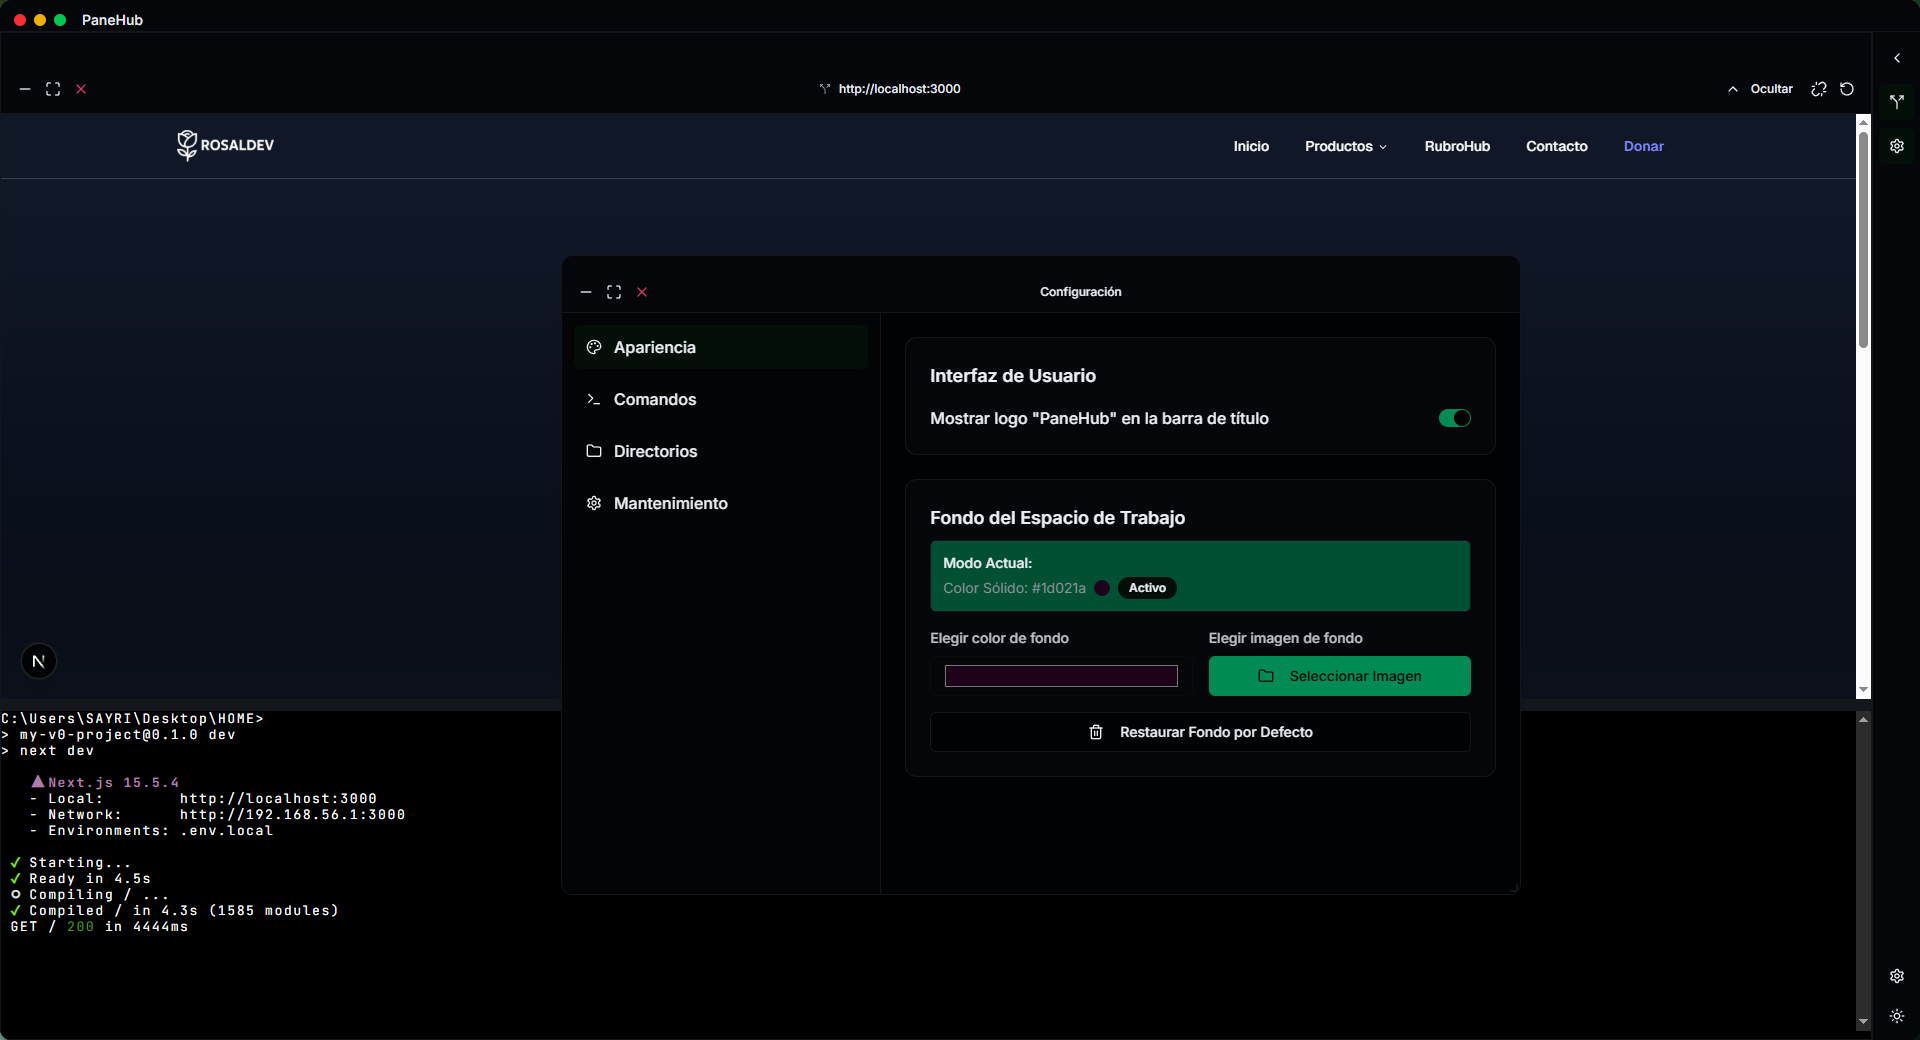 PaneHub
http://localhost:3000
Ocultar
ROSALDEV
Inicio
Productos
RubroHub
Contacto
Donar
Configuración
Apariencia
Comandos
Directorios
Mantenimiento
Interfaz de Usuario
Mostrar logo "PaneHub" en la barra de título
Fondo del Espacio de Trabajo
Modo Actual:
Color Sólido: #1d021a
Activo
Elegir color de fondo
Elegir imagen de fondo
Seleccionar Imagen
Restaurar Fondo por Defecto
N
C:\Users\SAYRI\Desktop\HOME>
> my-v0-project@0.1.0 dev
> next dev
▲Next.js 15.5.4
- Local: http://localhost:3000
- Network: http://192.168.56.1:3000
- Environments: .env.local
✓ Starting...
✓ Ready in 4.5s
○ Compiling / ...
✓ Compiled / in 4.3s (1585 modules)
GET / 200 in 4444ms